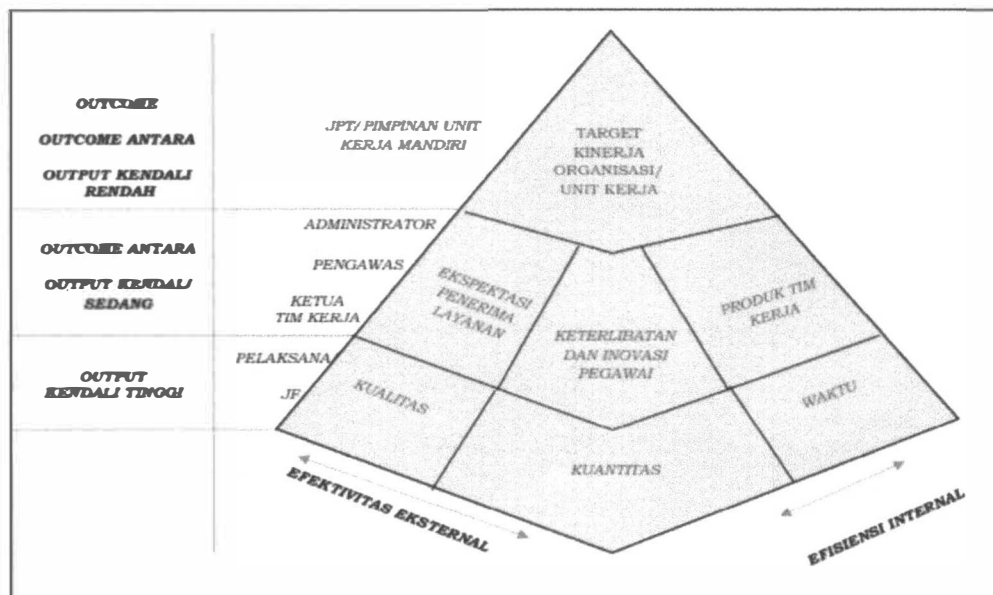 OUTCOME
OUTCOME ANTARA
OUTPUT KENDALI
RENDAH
JPT/ PIMPINAN UNIT
KERJA MANDIRI
TARGET
KINERJA
ORGANISASI/
UNIT KERJA
OUTCOME ANTARA
OUTPUT KENDALI
SEDANG
ADMINISTRATOR
PENGAWAS
KETUA
TIM KERJA
EKSPEKTASI
PENERIMA
LAYANAN
KETERLIBATAN
DAN INOVASI
PEGAWAI
PRODUK TIM
KERJA
OUTPUT
KENDALI TINGGI
PELAKSANA
JF
KUALITAS
KUANTITAS
WAKTU
EFEKTIVITAS EKSTERNAL
EFISIENSI INTERNAL